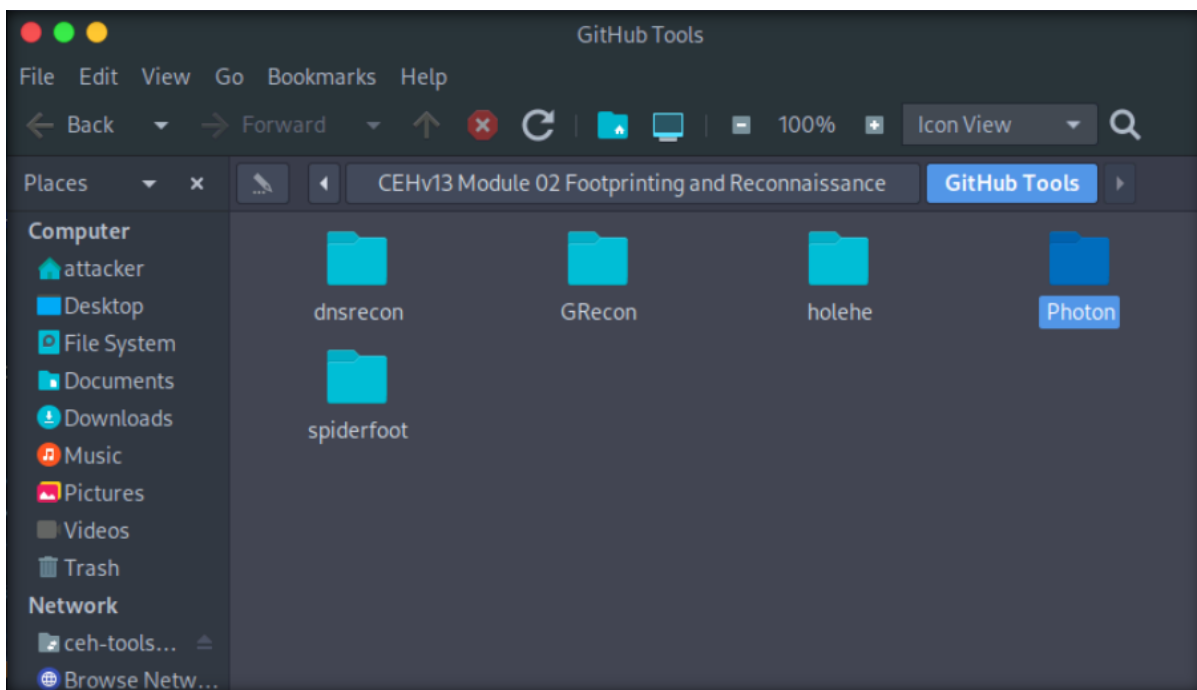 GitHub Tools
File Edit View Go Bookmarks Help
Back Forward 100% Icon View
Places CEHv13 Module 02 Footprinting and Reconnaissance GitHub Tools
Computer
attacker
Desktop
File System
Documents
Downloads
Music
Pictures
Videos
Trash
Network
ceh-tools...
Browse Netw...
dnsrecon GRecon holehe Photon
spiderfoot